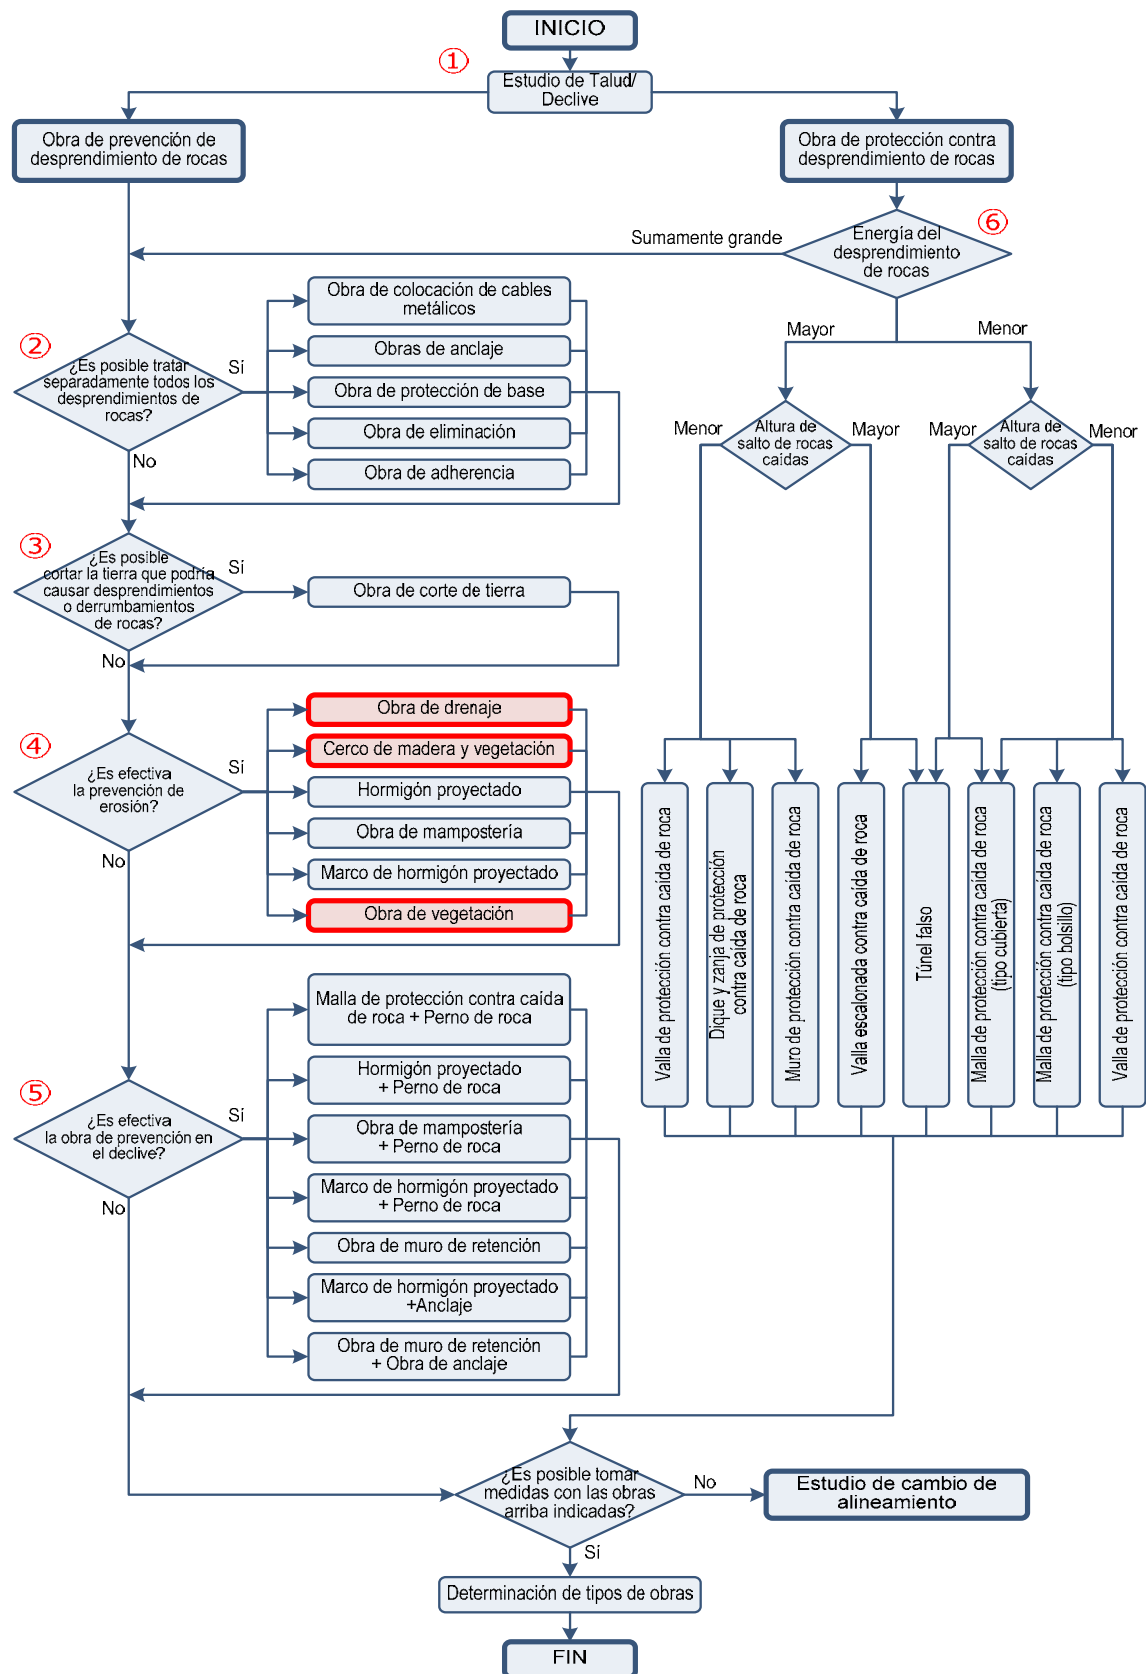 INICIO
①
Estudio de Talud/
Declive
Obra de prevención de
desprendimiento de rocas
Obra de protección contra
desprendimiento de rocas
⑥
Energía del
desprendimiento
de rocas
Sumamente grande
Mayor
Menor
②
¿Es posible tratar
separadamente todos los
desprendimientos de
rocas?
Sí
No
Obra de colocación de cables
metálicos
Obras de anclaje
Obra de protección de base
Obra de eliminación
Obra de adherencia
Menor
Altura de
salto de rocas
caídas
Mayor
Mayor
Altura de
salto de rocas
caídas
Menor
③
¿Es posible
cortar la tierra que podría
causar desprendimientos
o derrumbamientos
de rocas?
Sí
No
Obra de corte de tierra
④
¿Es efectiva
la prevención de
erosión?
Sí
No
Obra de drenaje
Cerco de madera y vegetación
Hormigón proyectado
Obra de mampostería
Marco de hormigón proyectado
Obra de vegetación
Valla de protección contra caída de roca
Dique y zanja de protección
contra caída de roca
Muro de protección contra caída de roca
Valla escalonada contra caída de roca
Túnel falso
Malla de protección contra caída de roca
(tipo cubierta)
Malla de protección contra caída de roca
(tipo bolsillo)
Valla de protección contra caída de roca
⑤
¿Es efectiva
la obra de prevención en
el declive?
Sí
No
Malla de protección contra caída
de roca + Perno de roca
Hormigón proyectado
+ Perno de roca
Obra de mampostería
+ Perno de roca
Marco de hormigón proyectado
+ Perno de roca
Obra de muro de retención
Marco de hormigón proyectado
+Anclaje
Obra de muro de retención
+ Obra de anclaje
¿Es posible tomar
medidas con las obras
arriba indicadas?
No
Estudio de cambio de
alineamiento
Sí
Determinación de tipos de obras
FIN